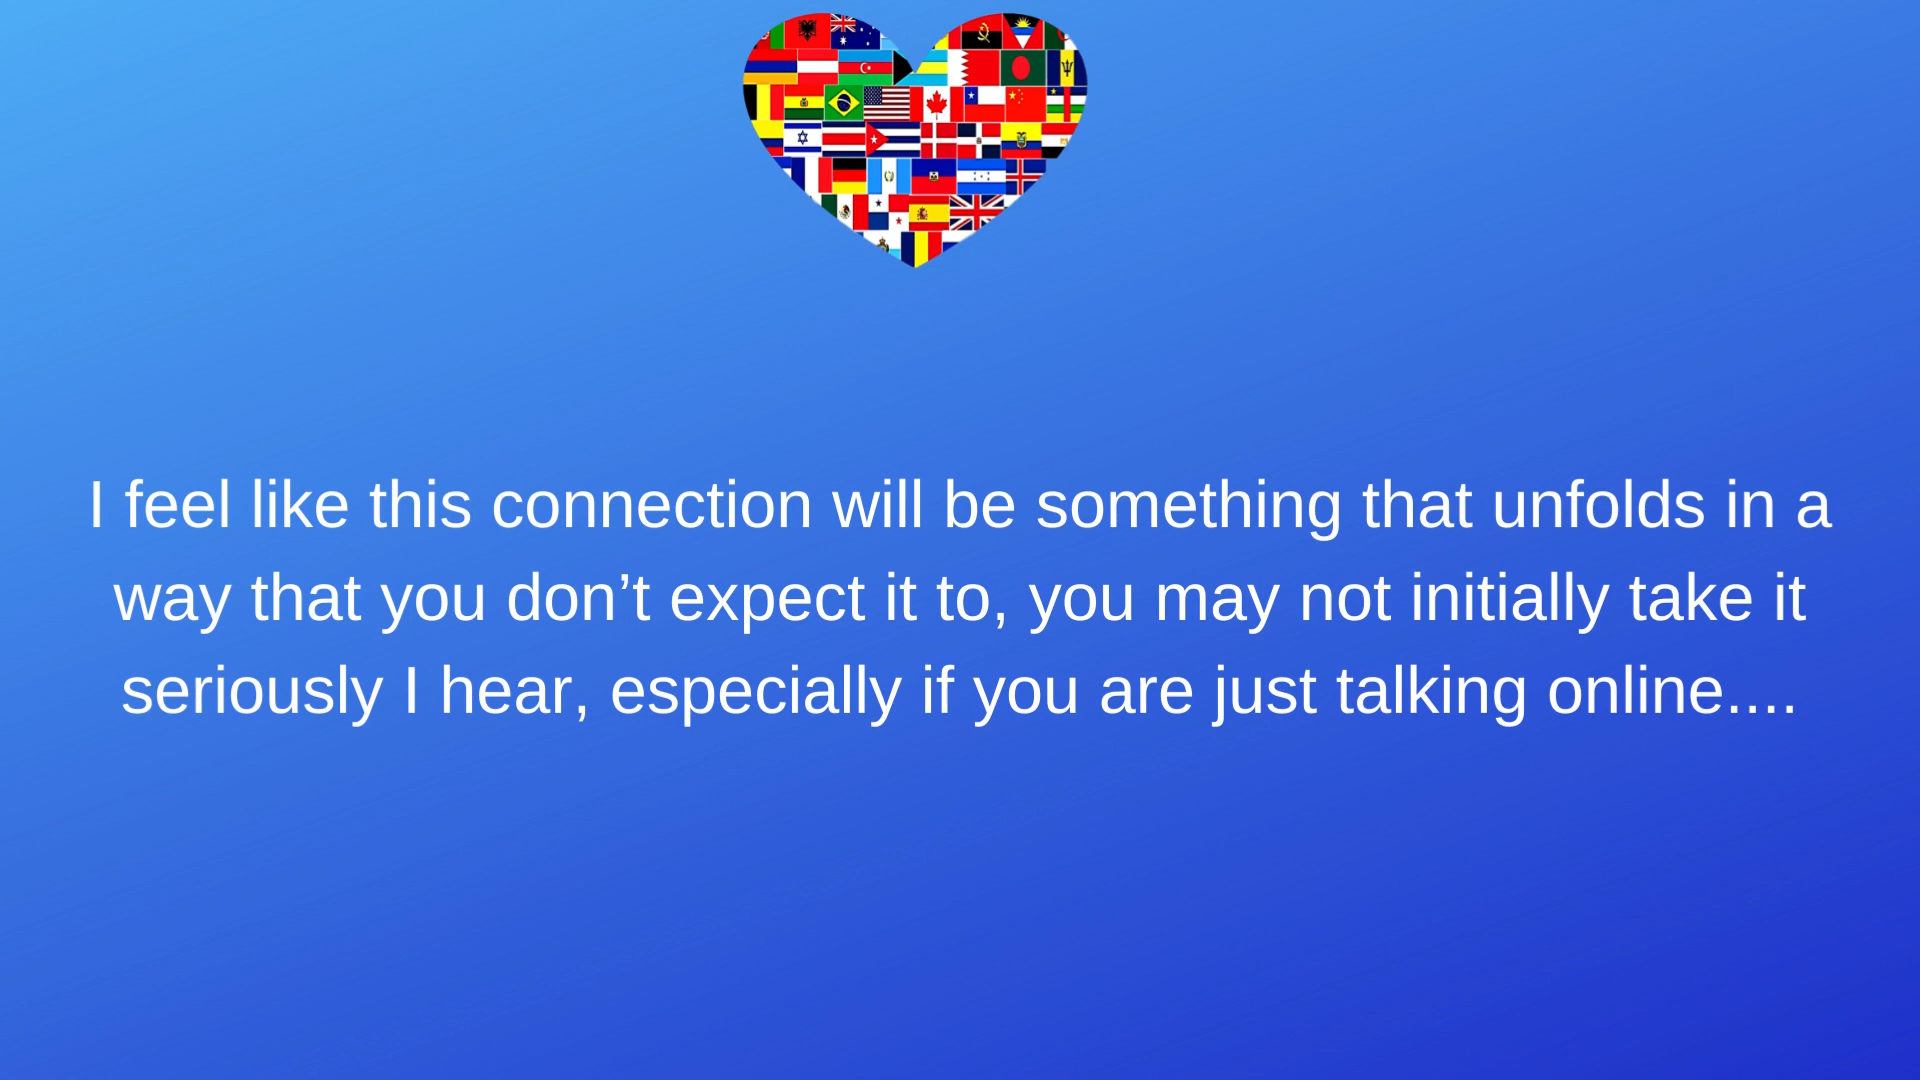 I feel like this connection will be something that unfolds in a
way that you don’t expect it to, you may not initially take it
seriously I hear, especially if you are just talking online....